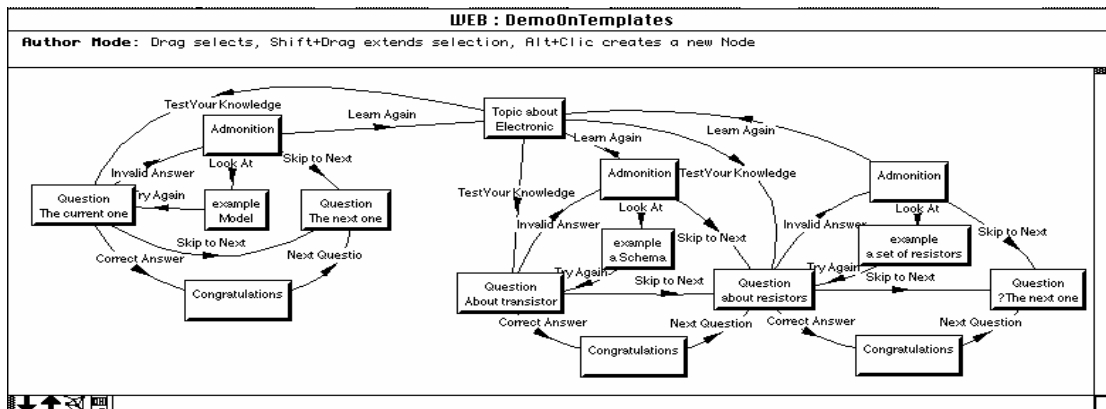 WEB : DemoOnTemplates
Author Mode: Drag selects, Shift+Drag extends selection, Alt+Clic creates a new Node
TestYour Knowledge
Learn Again
Topic about
Electronic
Learn Again
Learn Again
Admonition
Invalid Answer
Look At
Skip to Next
Question
The current one
Try Again
example
Model
Question
The next one
Skip to Next
Correct Answer
Next Questio
Congratulations
TestYour Knowledge
Admonition
TestYour Knowledge
Invalid Answer
Look At
Skip to Next
example
a Schema
Try Again
Question
About transistor
Skip to Next
Correct Answer
Next Question
Congratulations
Admonition
Invalid Answer
Look At
Skip to Next
example
a set of resistors
Try Again
Question
about resistors
Skip to Next
Question
?The next one
Correct Answer
Next Question
Congratulations